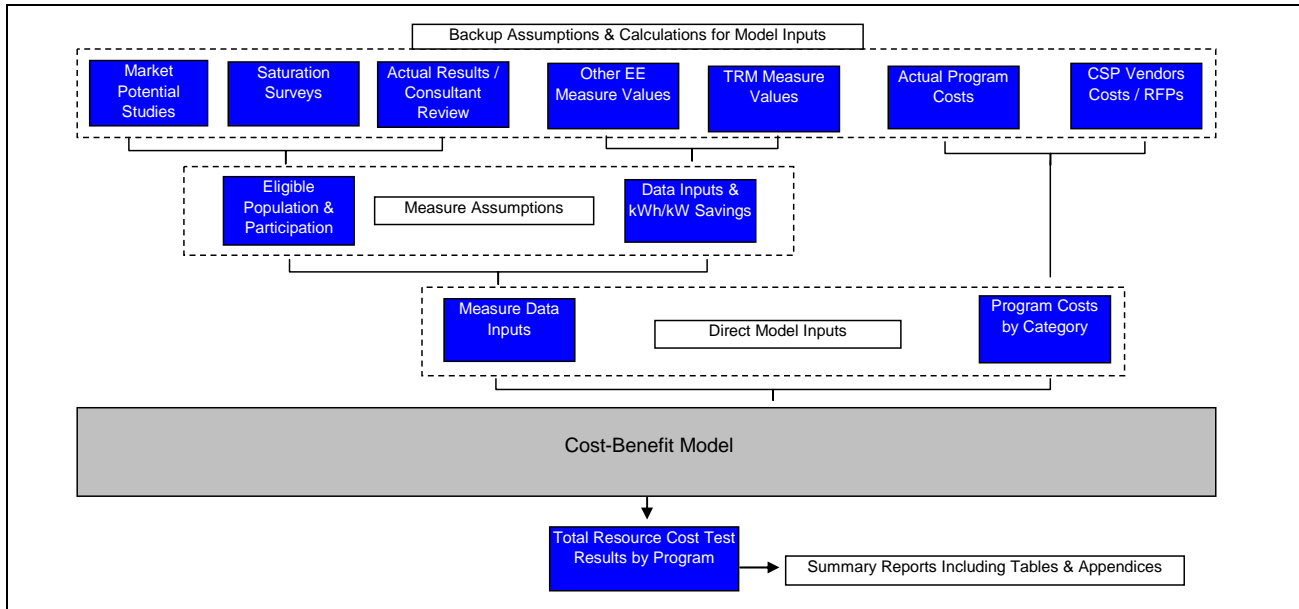 Backup Assumptions & Calculations for Model Inputs
Market
Potential
Studies
Saturation
Surveys
Actual Results /
Consultant
Review
Other EE
Measure Values
TRM Measure
Values
Actual Program
Costs
CSP Vendors
Costs / RFPs
Eligible
Population &
Participation
Measure Assumptions
Data Inputs &
kWh/kW Savings
Measure Data
Inputs
Direct Model Inputs
Program Costs
by Category
Cost-Benefit Model
Total Resource Cost Test
Results by Program
Summary Reports Including Tables & Appendices